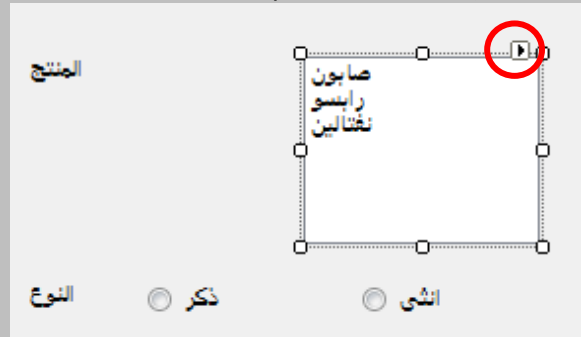 المنتج
صابون
رابسو
نفتالين
النوع ذكر انثى